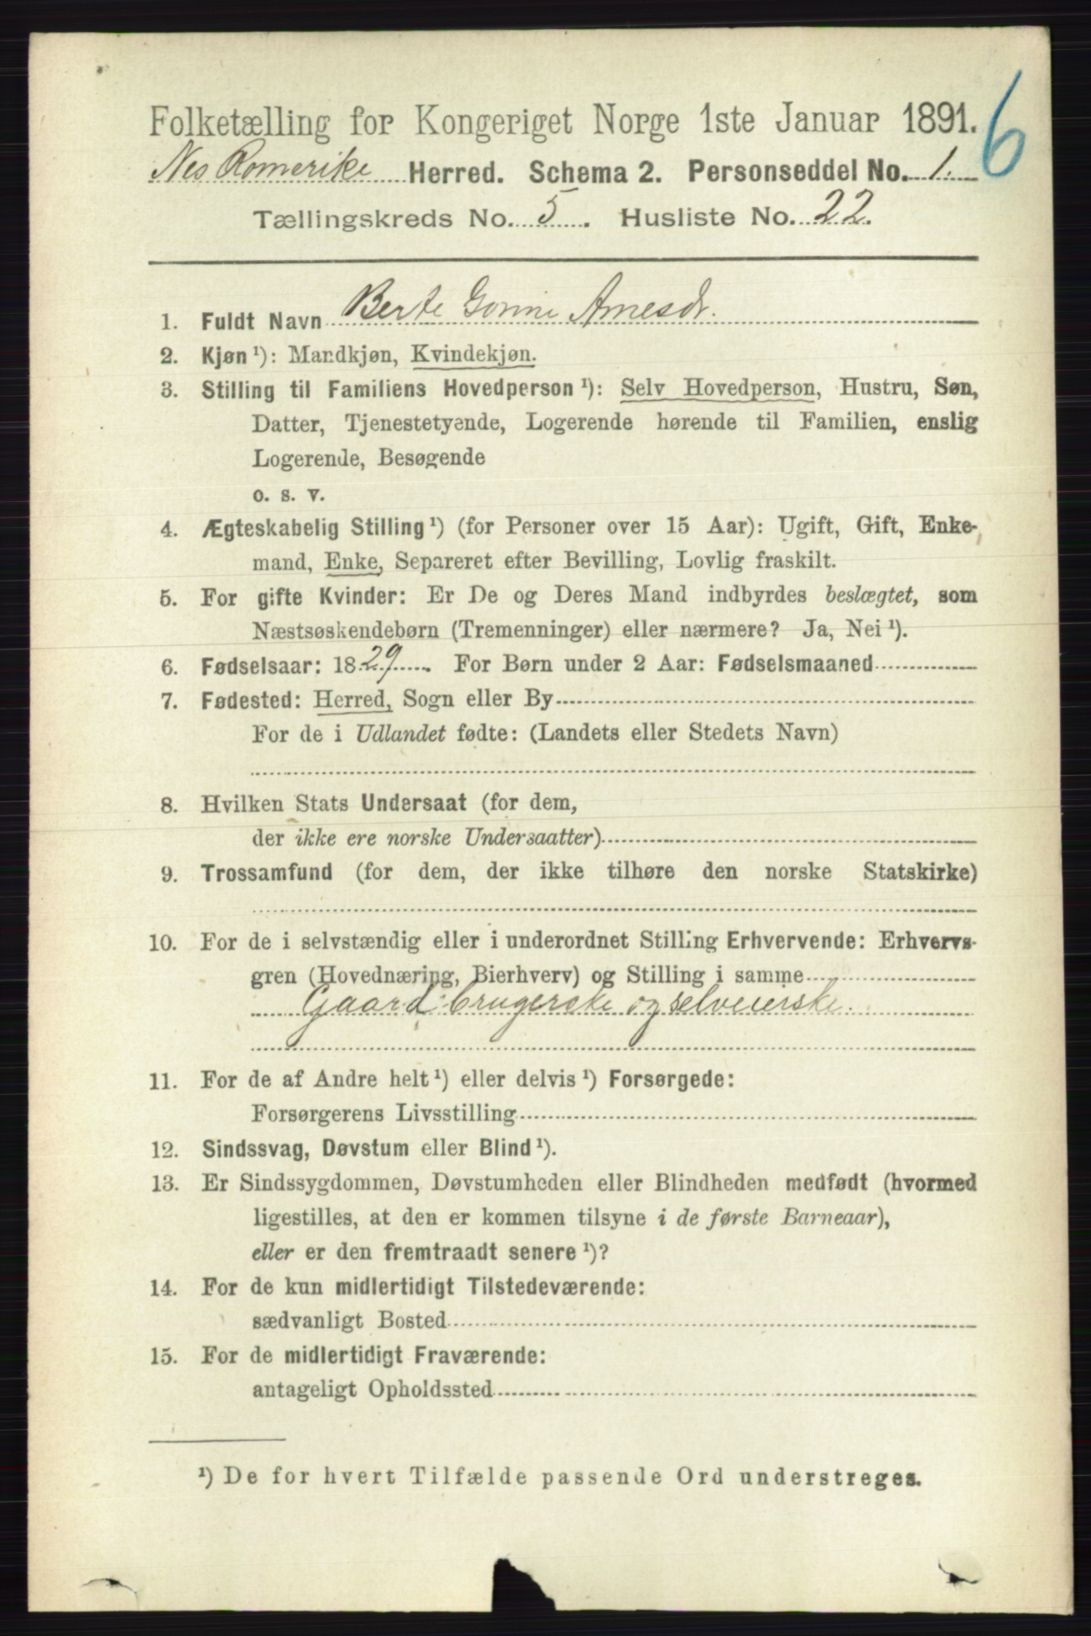 Folketælling for Kongeriget Norge 1ste Januar 1891. 6
Nes Romerike Herred. Schema 2. Personseddel No. 1.
Tællingskreds No. 5. Husliste No. 22.
1. Fuldt Navn Berte Gonni Arnesdr.
2. Kjøn ¹): Mandkjøn, Kvindekjøn.
3. Stilling til Familiens Hovedperson ¹): Selv Hovedperson, Hustru, Søn,
Datter, Tjenestetyende, Logerende hørende til Familien, enslig
Logerende, Besøgende
o. s. v.
4. Ægteskabelig Stilling ¹) (for Personer over 15 Aar): Ugift, Gift, Enke-
mand, Enke, Separeret efter Bevilling, Lovlig fraskilt.
5. For gifte Kvinder: Er De og Deres Mand indbyrdes beslægtet, som
Næstsøskendebørn (Tremenninger) eller nærmere? Ja, Nei ¹).
6. Fødselsaar: 1829. For Børn under 2 Aar: Fødselsmaaned
7. Fødested: Herred, Sogn eller By
For de i Udlandet fødte: (Landets eller Stedets Navn)
8. Hvilken Stats Undersaat (for dem,
der ikke ere norske Undersaatter)
9. Trossamfund (for dem, der ikke tilhøre den norske Statskirke)
10. For de i selvstændig eller i underordnet Stilling Erhvervende: Erhvervs-
gren (Hovednæring, Bierhverv) og Stilling i samme
Gaardbrugerske og selveierske.
11. For de af Andre helt ¹) eller delvis ¹) Forsørgede:
Forsørgerens Livsstilling
12. Sindssvag, Døvstum eller Blind ¹).
13. Er Sindssygdommen, Døvstumheden eller Blindheden medfødt (hvormed
ligestilles, at den er kommen tilsyne i de første Barneaar),
eller er den fremtraadt senere ¹)?
14. For de kun midlertidigt Tilstedeværende:
sædvanligt Bosted
15. For de midlertidigt Fraværende:
antageligt Opholdssted
¹) De for hvert Tilfælde passende Ord understreges.